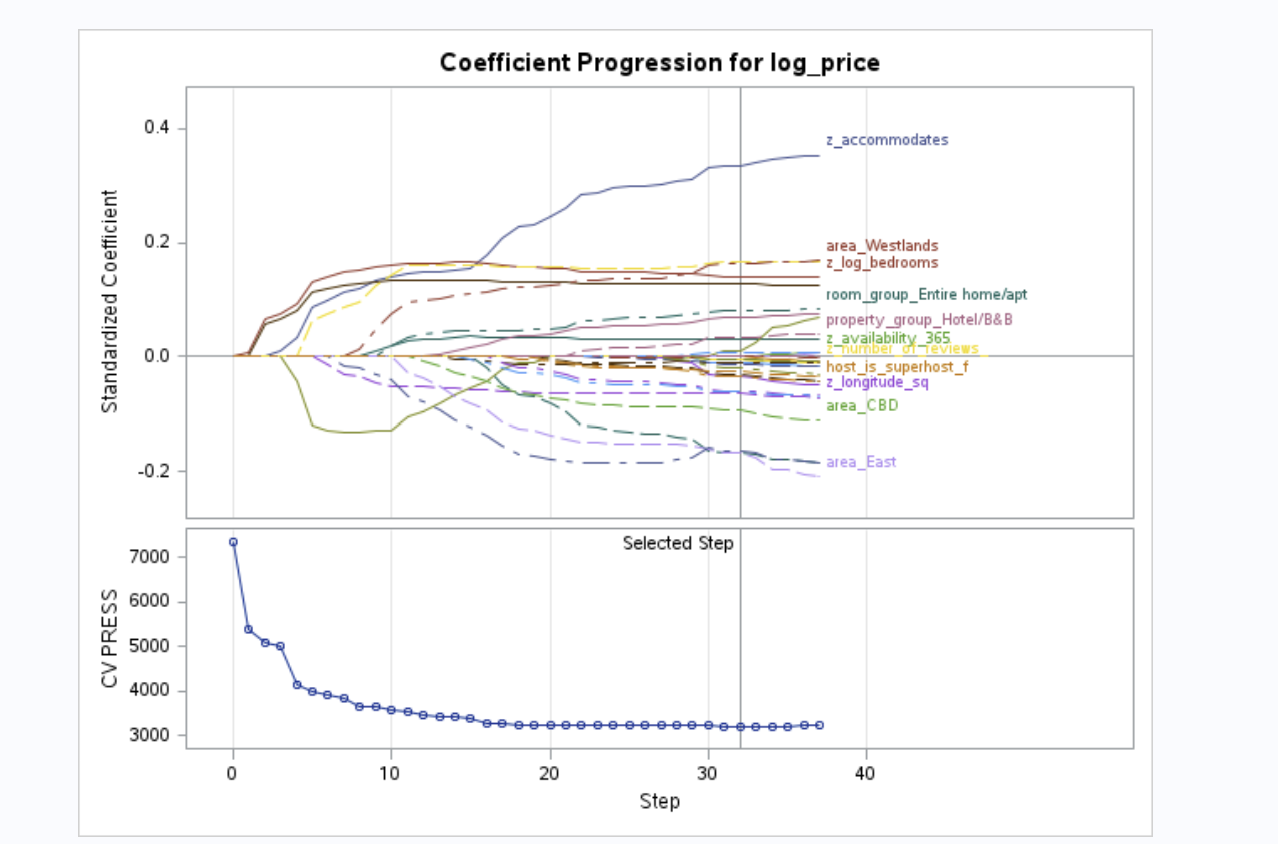 Coefficient Progression for log_price
Standardized Coefficient
0.4
0.2
0.0
-0.2
z_accommodates
area_Westlands
z_log_bedrooms
room_group_Entire home/apt
property_group_Hotel/B&B
z_availability_365
z_number_of_reviews
host_is_superhost_f
z_longitude_sq
area_CBD
area_East
Selected Step
CV PRESS
7000
6000
5000
4000
3000
0 10 20 30 40
Step